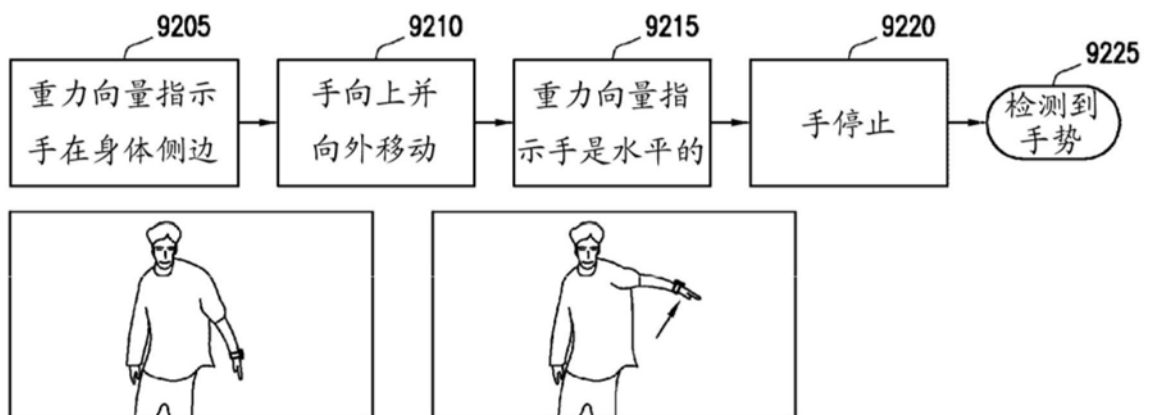 9205
9210
9215
9220
9225
重力向量指示
手在身体侧边
手向上并
向外移动
重力向量指
示手是水平的
手停止
检测到
手势